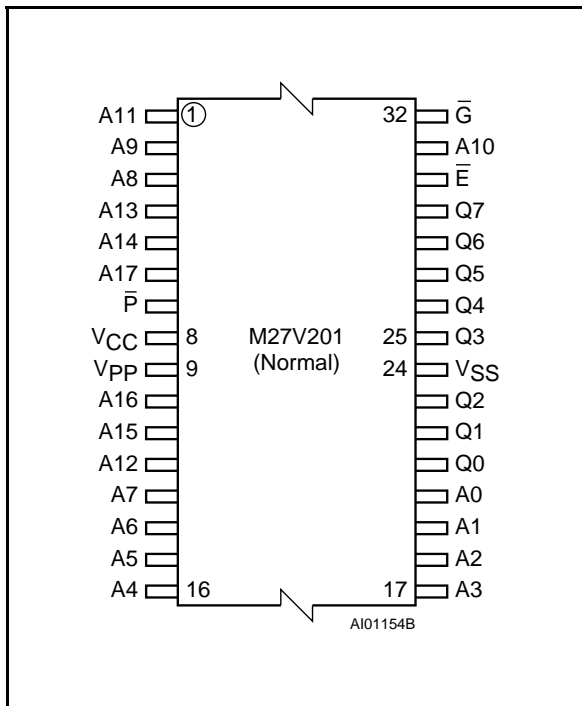 A11 ① 32 G̅
A9 A10
A8 E̅
A13 Q7
A14 Q6
A17 Q5
P̅ Q4
VCC 8 M27V201 25 Q3
VPP 9 (Normal) 24 VSS
A16 Q2
A15 Q1
A12 Q0
A7 A0
A6 A1
A5 A2
A4 16 17 A3
AI01154B